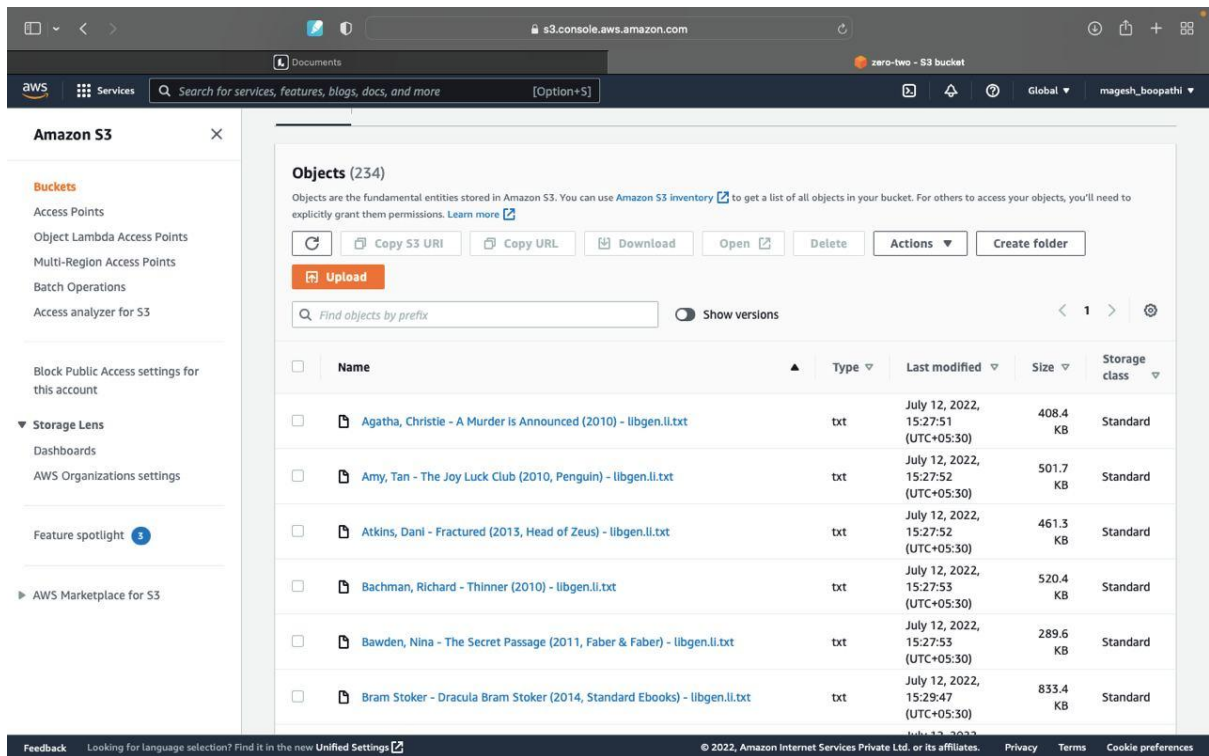 s3.console.aws.amazon.com
Documents
zero-two - S3 bucket
aws
Services
Search for services, features, blogs, docs, and more
[Option+S]
Global
magesh_boopathi
Amazon S3
Buckets
Access Points
Object Lambda Access Points
Multi-Region Access Points
Batch Operations
Access analyzer for S3
Block Public Access settings for
this account
Storage Lens
Dashboards
AWS Organizations settings
Feature spotlight 3
AWS Marketplace for S3
Objects (234)
Objects are the fundamental entities stored in Amazon S3. You can use Amazon S3 inventory to get a list of all objects in your bucket. For others to access your objects, you'll need to
explicitly grant them permissions. Learn more
Copy S3 URI
Copy URL
Download
Open
Delete
Actions
Create folder
Upload
Find objects by prefix
Show versions
1
Name
Type
Last modified
Size
Storage
class
Agatha, Christie - A Murder is Announced (2010) - libgen.li.txt
txt
July 12, 2022,
15:27:51
(UTC+05:30)
408.4
KB
Standard
Amy, Tan - The Joy Luck Club (2010, Penguin) - libgen.li.txt
txt
July 12, 2022,
15:27:52
(UTC+05:30)
501.7
KB
Standard
Atkins, Dani - Fractured (2013, Head of Zeus) - libgen.li.txt
txt
July 12, 2022,
15:27:52
(UTC+05:30)
461.3
KB
Standard
Bachman, Richard - Thinner (2010) - libgen.li.txt
txt
July 12, 2022,
15:27:53
(UTC+05:30)
520.4
KB
Standard
Bawden, Nina - The Secret Passage (2011, Faber & Faber) - libgen.li.txt
txt
July 12, 2022,
15:27:53
(UTC+05:30)
289.6
KB
Standard
Bram Stoker - Dracula Bram Stoker (2014, Standard Ebooks) - libgen.li.txt
txt
July 12, 2022,
15:29:47
(UTC+05:30)
833.4
KB
Standard
Feedback
Looking for language selection? Find it in the new Unified Settings
© 2022, Amazon Internet Services Private Ltd. or its affiliates.
Privacy
Terms
Cookie preferences